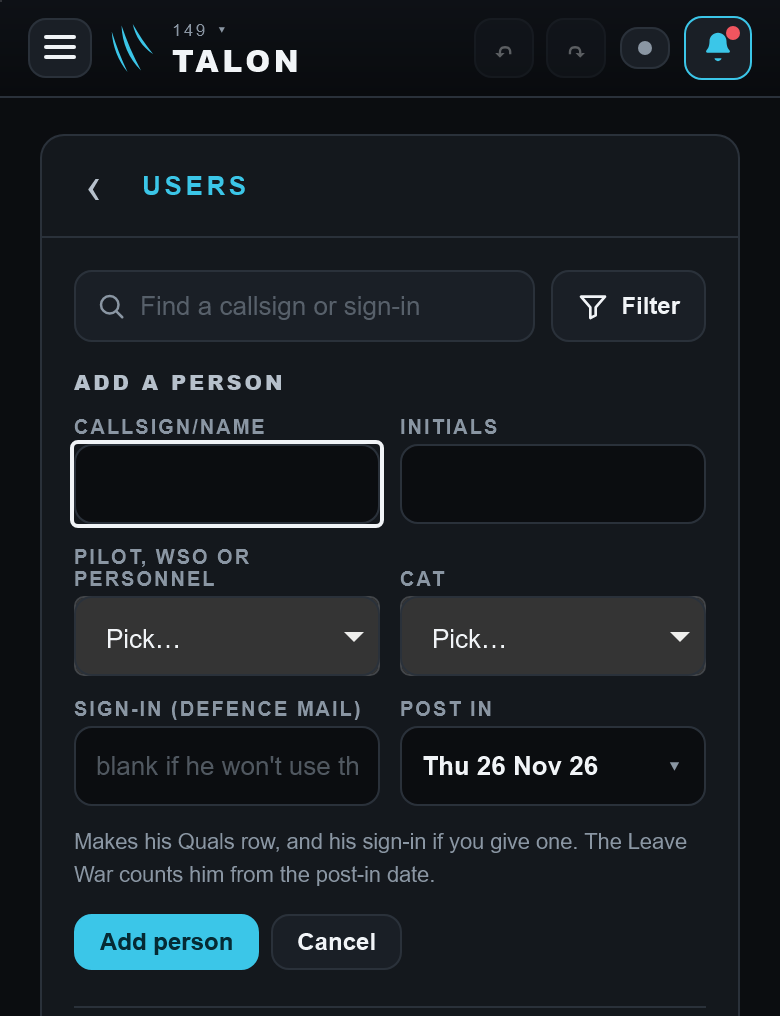 149 ▾
TALON
USERS
Find a callsign or sign-in
Filter
ADD A PERSON
CALLSIGN/NAME
INITIALS
PILOT, WSO OR
PERSONNEL
CAT
Pick...
Pick...
SIGN-IN (DEFENCE MAIL)
POST IN
blank if he won't use th
Thu 26 Nov 26
Makes his Quals row, and his sign-in if you give one. The Leave
War counts him from the post-in date.
Add person
Cancel